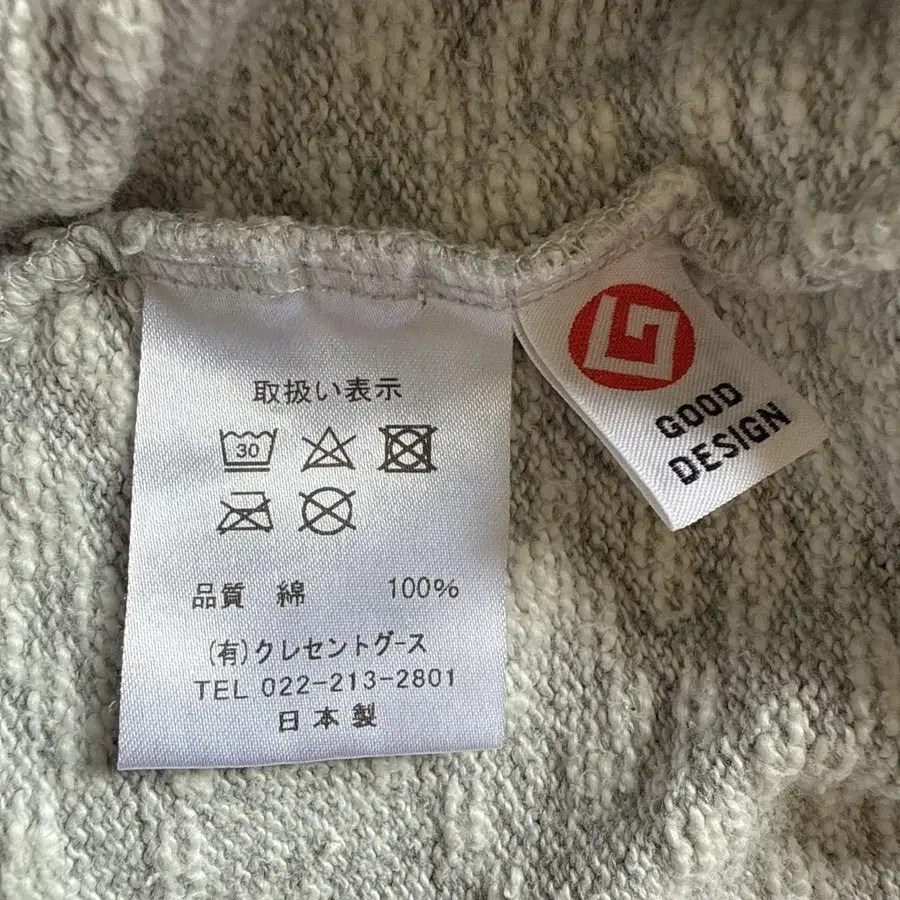 取扱い表示
30
品質 綿 100%
(有)クレセントグース
TEL 022-213-2801
日本製
GOOD
DESIGN